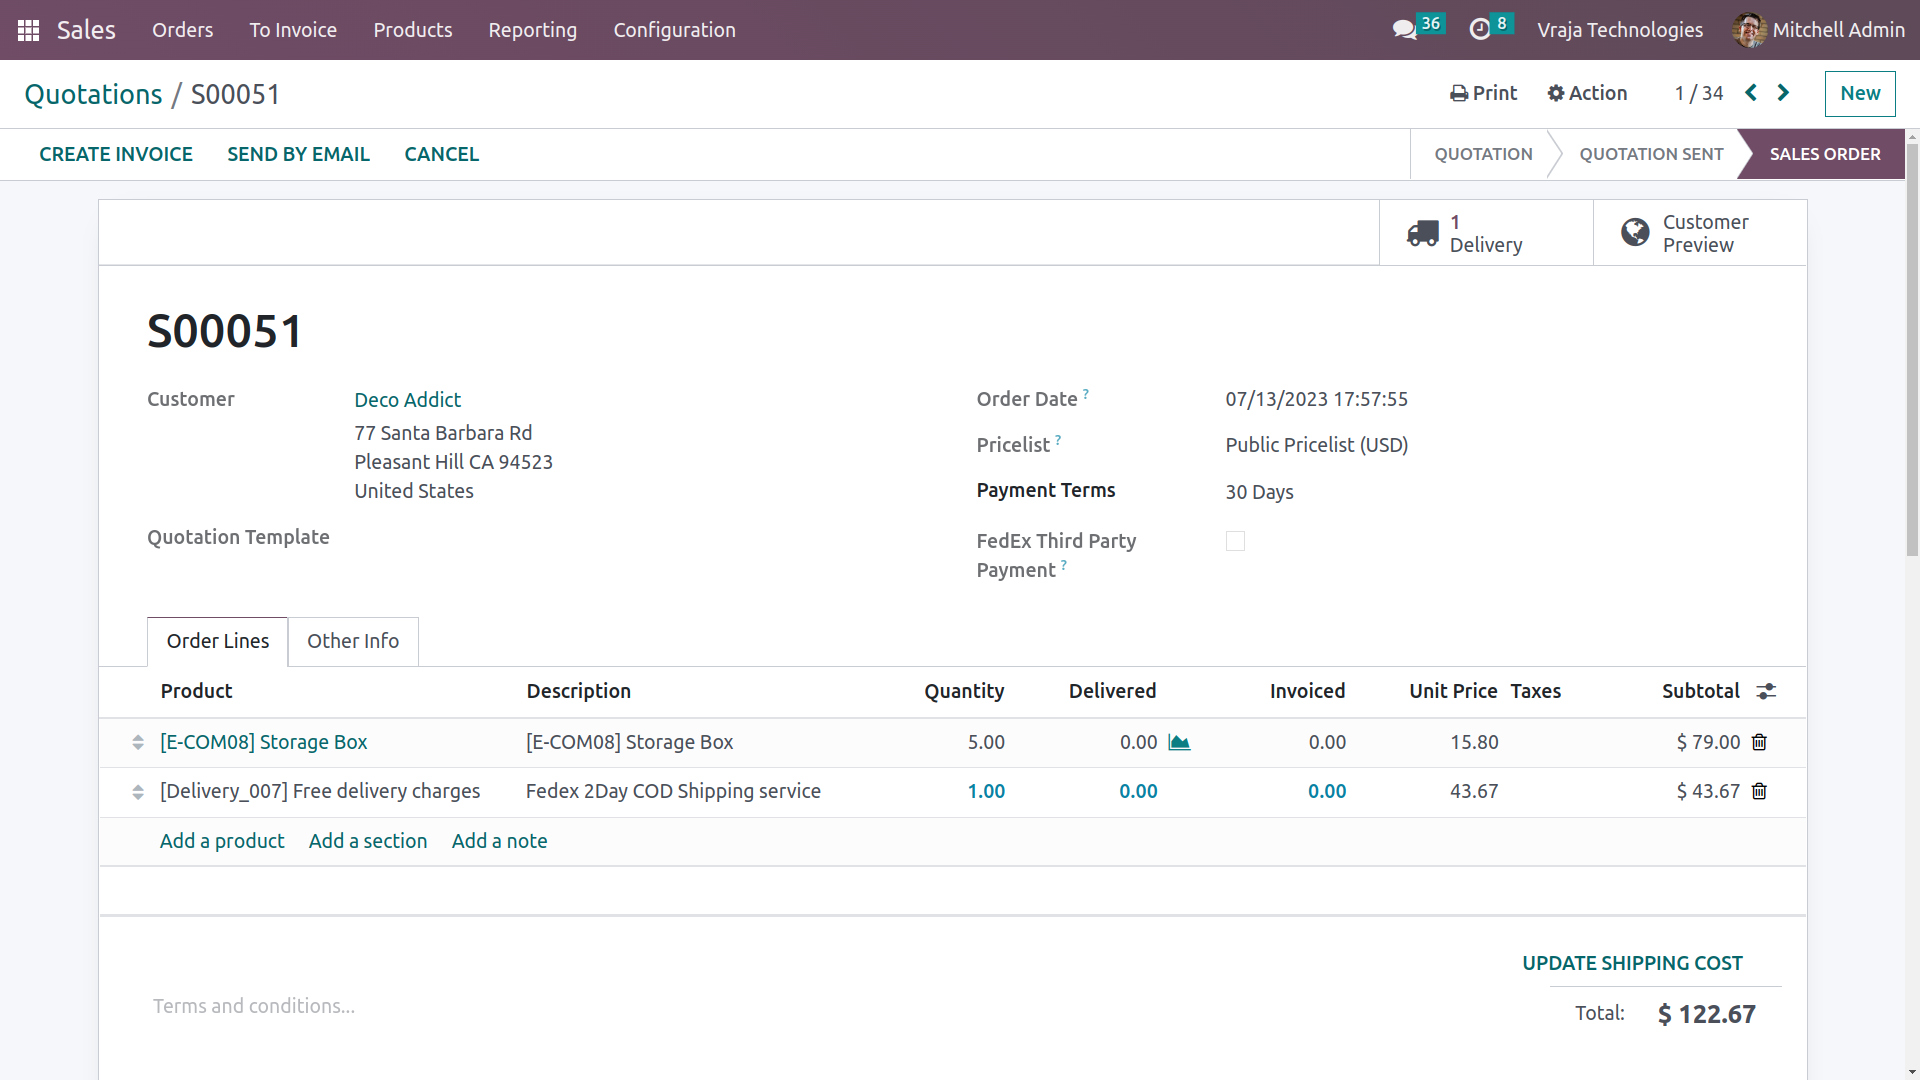 Sales Orders To Invoice Products Reporting Configuration 36 8 Vraja Technologies Mitchell Admin
Quotations / S00051 Print Action 1 / 34 New
CREATE INVOICE SEND BY EMAIL CANCEL QUOTATION QUOTATION SENT SALES ORDER
1
Delivery
Customer
Preview
S00051
Customer Deco Addict
77 Santa Barbara Rd
Pleasant Hill CA 94523
United States
Quotation Template
Order Date ? 07/13/2023 17:57:55
Pricelist ? Public Pricelist (USD)
Payment Terms 30 Days
FedEx Third Party
Payment ?
Order Lines Other Info
Product Description Quantity Delivered Invoiced Unit Price Taxes Subtotal
[E-COM08] Storage Box [E-COM08] Storage Box 5.00 0.00 0.00 15.80 $ 79.00
[Delivery_007] Free delivery charges Fedex 2Day COD Shipping service 1.00 0.00 0.00 43.67 $ 43.67
Add a product Add a section Add a note
UPDATE SHIPPING COST
Terms and conditions...
Total: $ 122.67